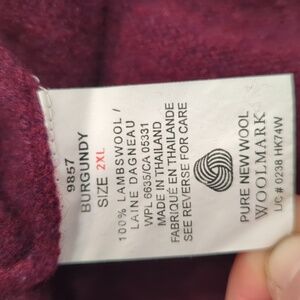 9857
BURGUNDY
SIZE 2XL
100% LAMBSWOOL /
LAINE DAGNEAU
WPL 6635/CA 05331
MADE IN THAILAND
FABRIQUÉ EN THAILANDE
SEE REVERSE FOR CARE
PURE NEW WOOL
WOOLMARK
LIC # 0238 HK74W